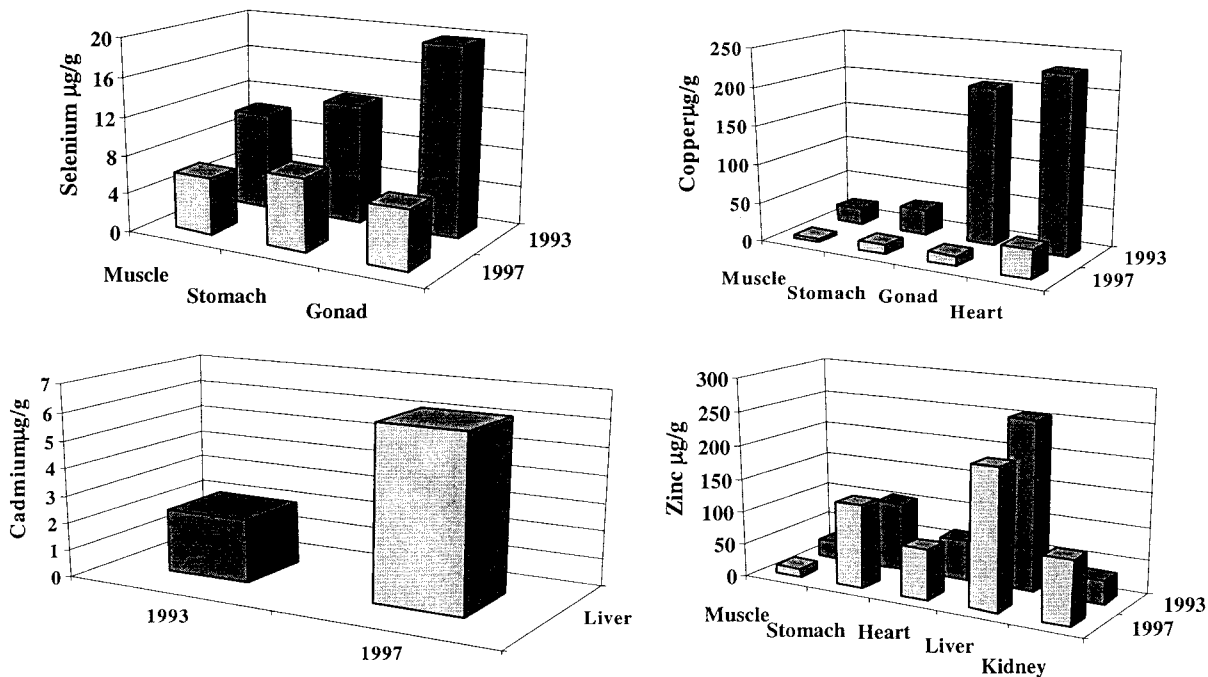 Selenium µg/g
20
16
12
8
4
0
Muscle
Stomach
Gonad
1997
1993
Copperµg/g
250
200
150
100
50
0
Muscle
Stomach
Gonad
Heart
1997
1993
Cadmiumµg/g
7
6
5
4
3
2
1
0
1993
1997
Liver
Zinc µg/g
300
250
200
150
100
50
0
Muscle
Stomach
Heart
Liver
Kidney
1997
1993